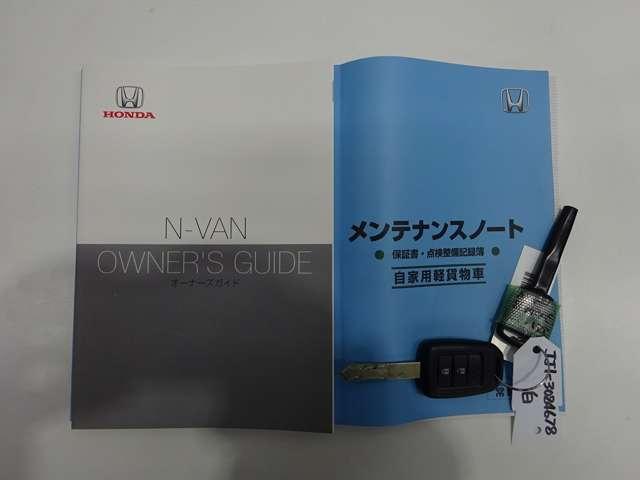 HONDA
N-VAN
OWNER'S GUIDE
オーナーズガイド
メンテナンスノート
保証書・点検整備記録簿
自家用軽貨物車
JJ1-3024678
白